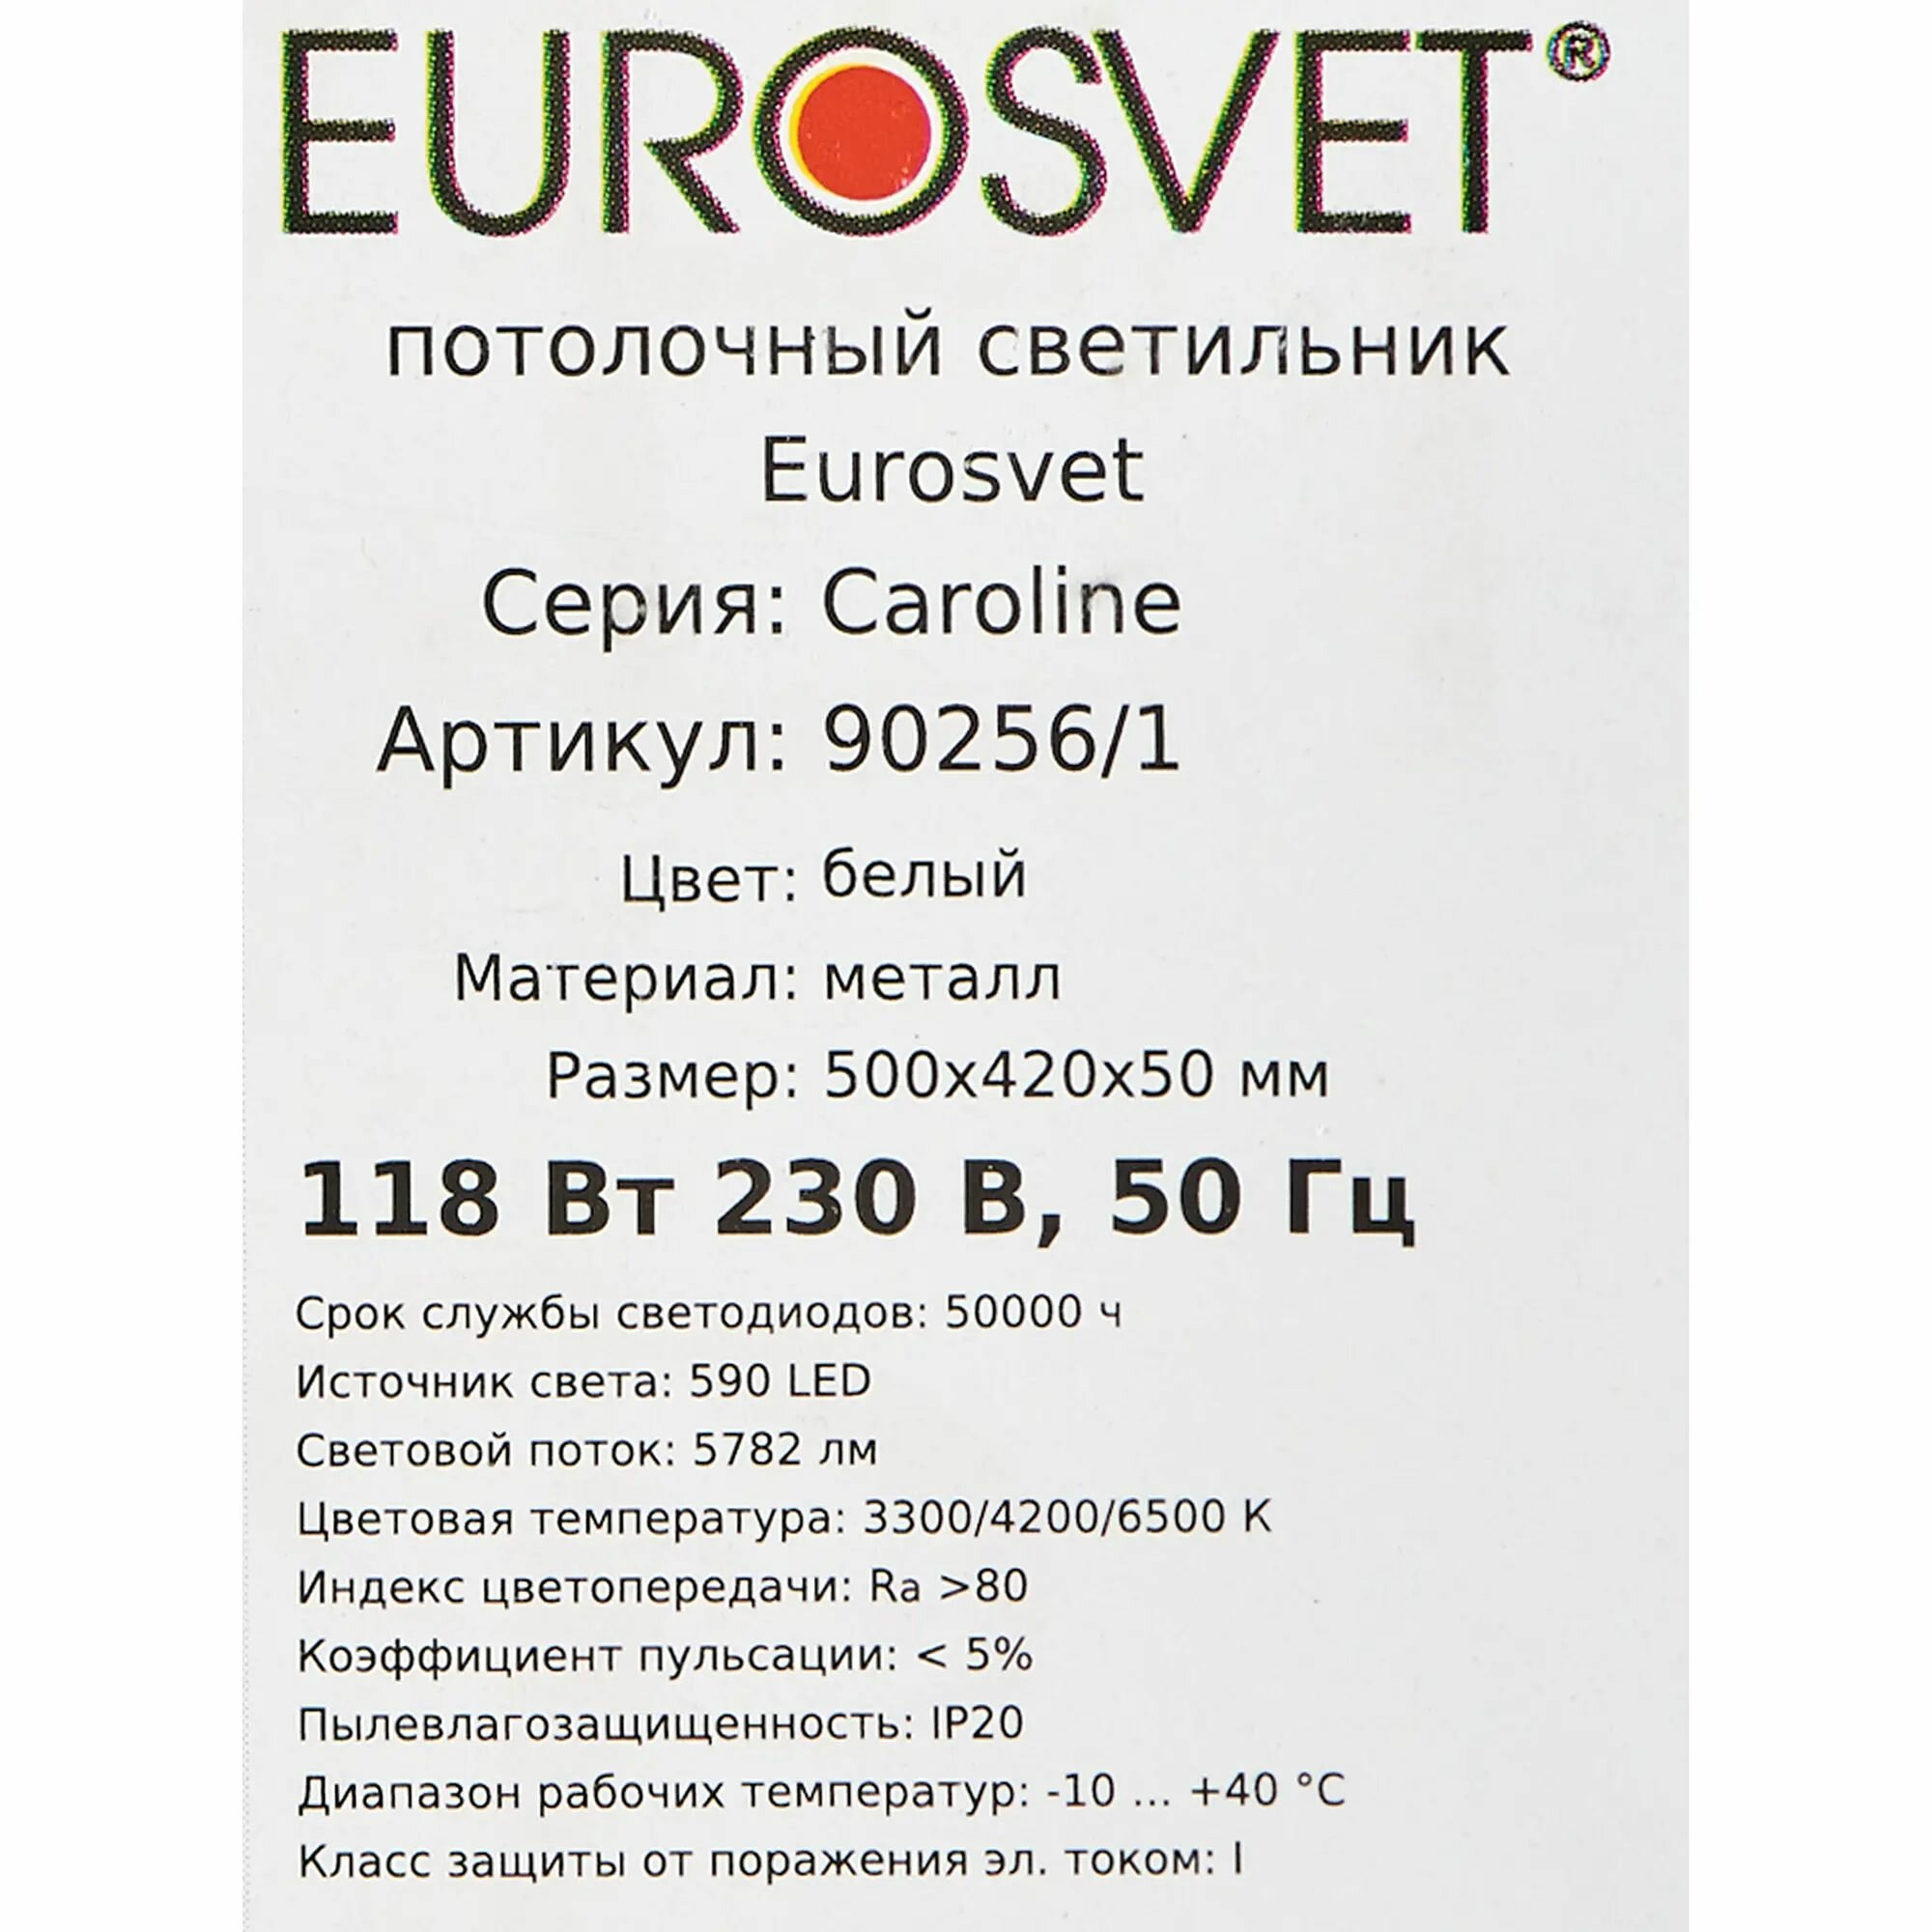 EUROSVET®
потолочный светильник
Eurosvet
Серия: Caroline
Артикул: 90256/1
Цвет: белый
Материал: металл
Размер: 500x420x50 мм
118 Вт 230 В, 50 Гц
Срок службы светодиодов: 50000 ч
Источник света: 590 LED
Световой поток: 5782 лм
Цветовая температура: 3300/4200/6500 К
Индекс цветопередачи: Ra >80
Коэффициент пульсации: < 5%
Пылевлагозащищенность: IP20
Диапазон рабочих температур: -10 ... +40 °C
Класс защиты от поражения эл. током: I